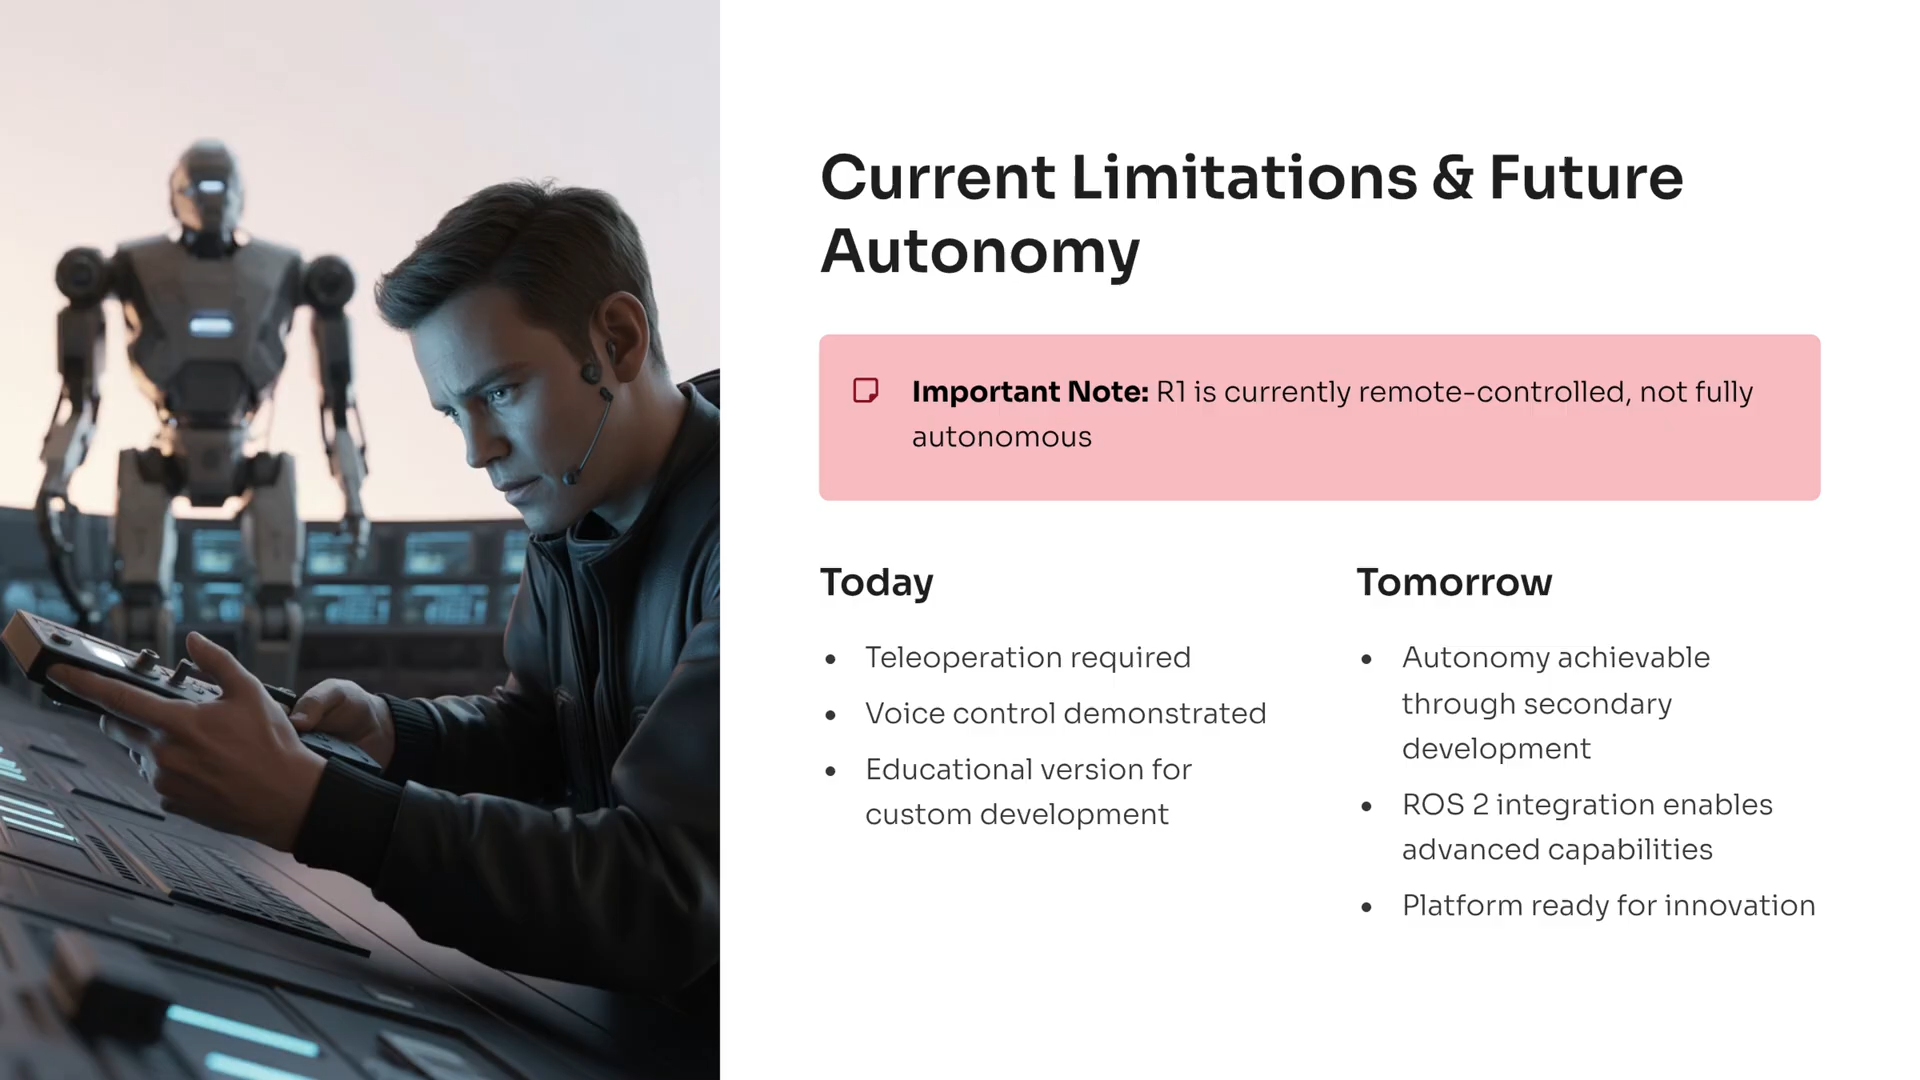 Current Limitations & Future
Autonomy
Important Note: R1 is currently remote-controlled, not fully
autonomous
Today
• Teleoperation required
• Voice control demonstrated
• Educational version for
custom development
Tomorrow
• Autonomy achievable
through secondary
development
• ROS 2 integration enables
advanced capabilities
• Platform ready for innovation